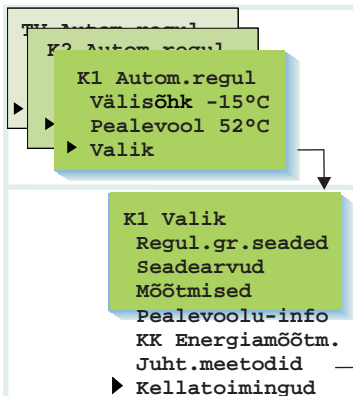 TV Autom.regul
K2 Autom.regul
K1 Autom.regul
Välisõhk -15°C
Pealevool 52°C
Valik
K1 Valik
Regul.gr.seaded
Seadearvud
Mõõtmised
Pealevoolu-info
KK Energiamõõtm.
Juht.meetodid
Kellatoimingud